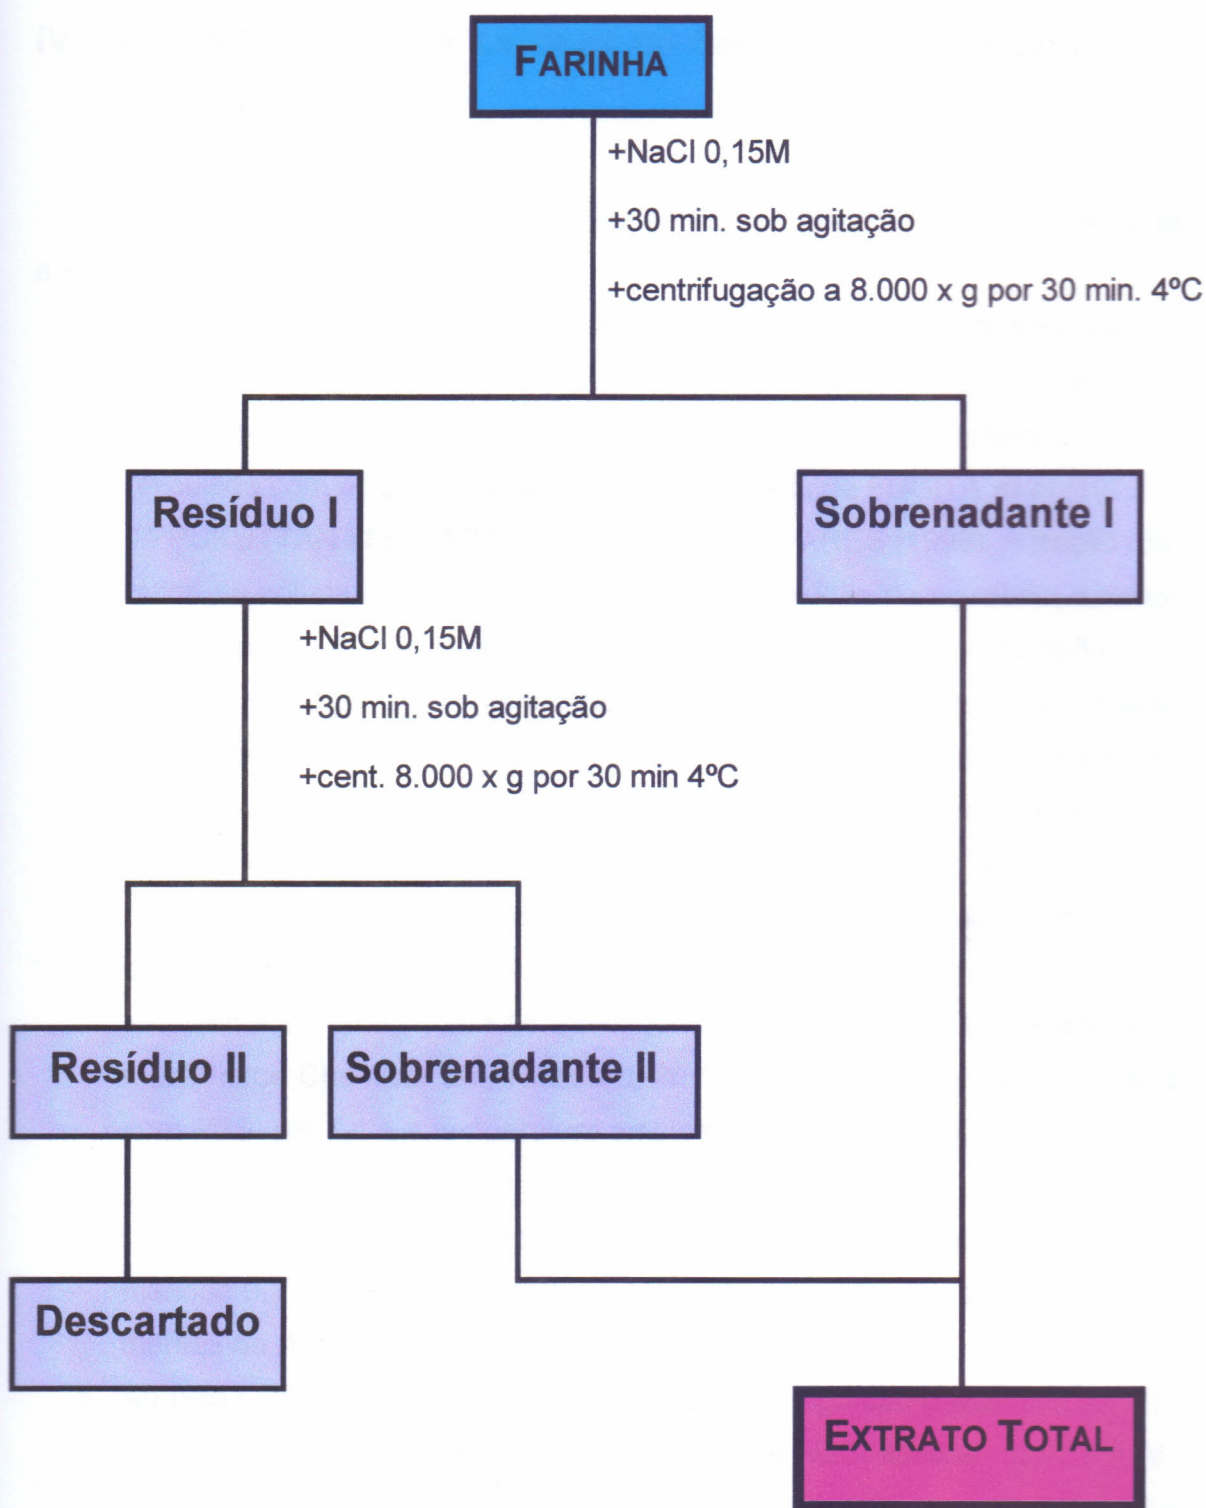 FARINHA
+NaCl 0,15M
+30 min. sob agitação
+centrifugação a 8.000 x g por 30 min. 4ºC
Resíduo I
Sobrenadante I
+NaCl 0,15M
+30 min. sob agitação
+cent. 8.000 x g por 30 min 4ºC
Resíduo II
Sobrenadante II
Descartado
EXTRATO TOTAL